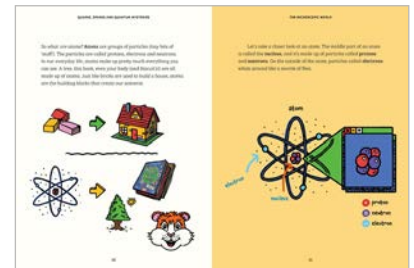 QUARKS, BOSONS AND QUANTUM MYSTERIES
So what are atoms? Atoms are groups of particles (tiny bits of
'stuff'). The particles are called protons, electrons and neutrons.
In our everyday life, atoms make up pretty much everything you
can see. A tree, this book, even your body (and biscuits) are all
made up of atoms. Just like bricks are used to build a house, atoms
are the building blocks that create our universe.
THE MICROSCOPIC WORLD
Let's take a closer look at an atom. The middle part of an atom
is called the nucleus, and it's made up of particles called protons
and neutrons. On the outside of the atom, particles called electrons
whizz around like a swarm of flies.
atom
electron
nucleus
proton
neutron
electron